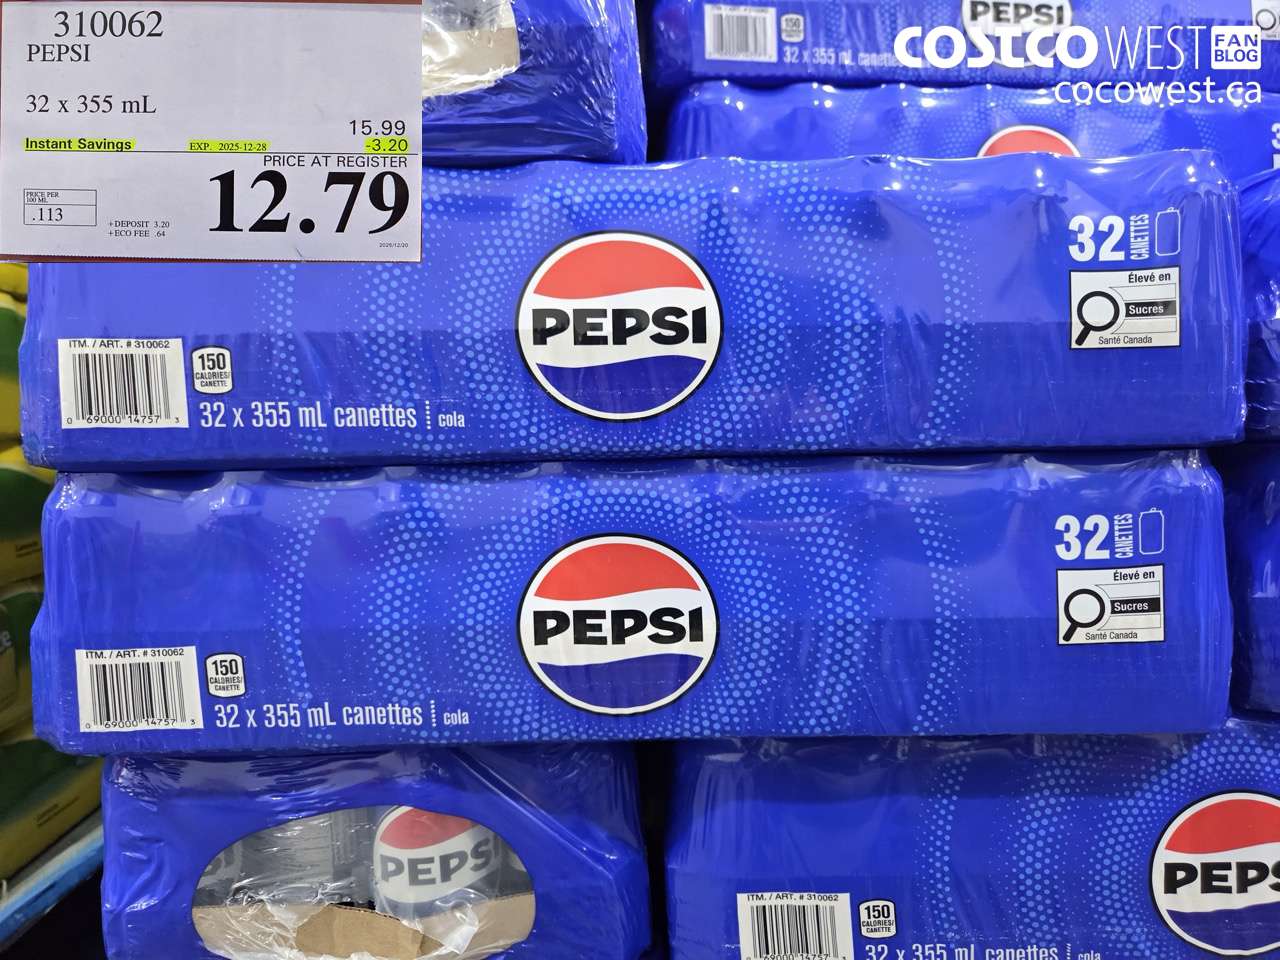 310062
PEPSI
32 x 355 mL
15.99
Instant Savings EXP. 2025-12-28 -3.20
PRICE AT REGISTER
12.79
PRICE PER
100 ML
.113
+DEPOSIT 3.20
+ECO FEE .64
PEPSI
32 x 355 mL canettes
150
COSTCO WEST FAN BLOG
cocowest.ca
32 CANETTES
Élevé en
Sucres
Santé Canada
PEPSI
ITM. / ART. # 310062
0 69000 14757 3
150
CALORIES/
CANETTE
32 x 355 mL canettes cola
32 CANETTES
Élevé en
Sucres
Santé Canada
PEPSI
ITM. / ART. # 310062
0 69000 14757 3
150
CALORIES/
CANETTE
32 x 355 mL canettes cola
PEPSI
PEPS
ITM. / ART. # 310062
69000 14757
150
CALORIES/
CANETTE
32 x 355 mL canettes cola